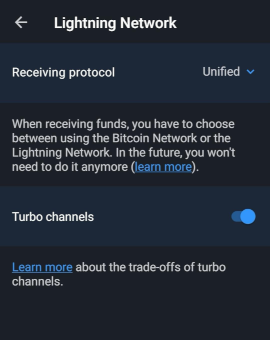 Lightning Network
Receiving protocol Unified
When receiving funds, you have to choose
between using the Bitcoin Network or the
Lightning Network. In the future, you won't
need to do it anymore (learn more).
Turbo channels
Learn more about the trade-offs of turbo
channels.